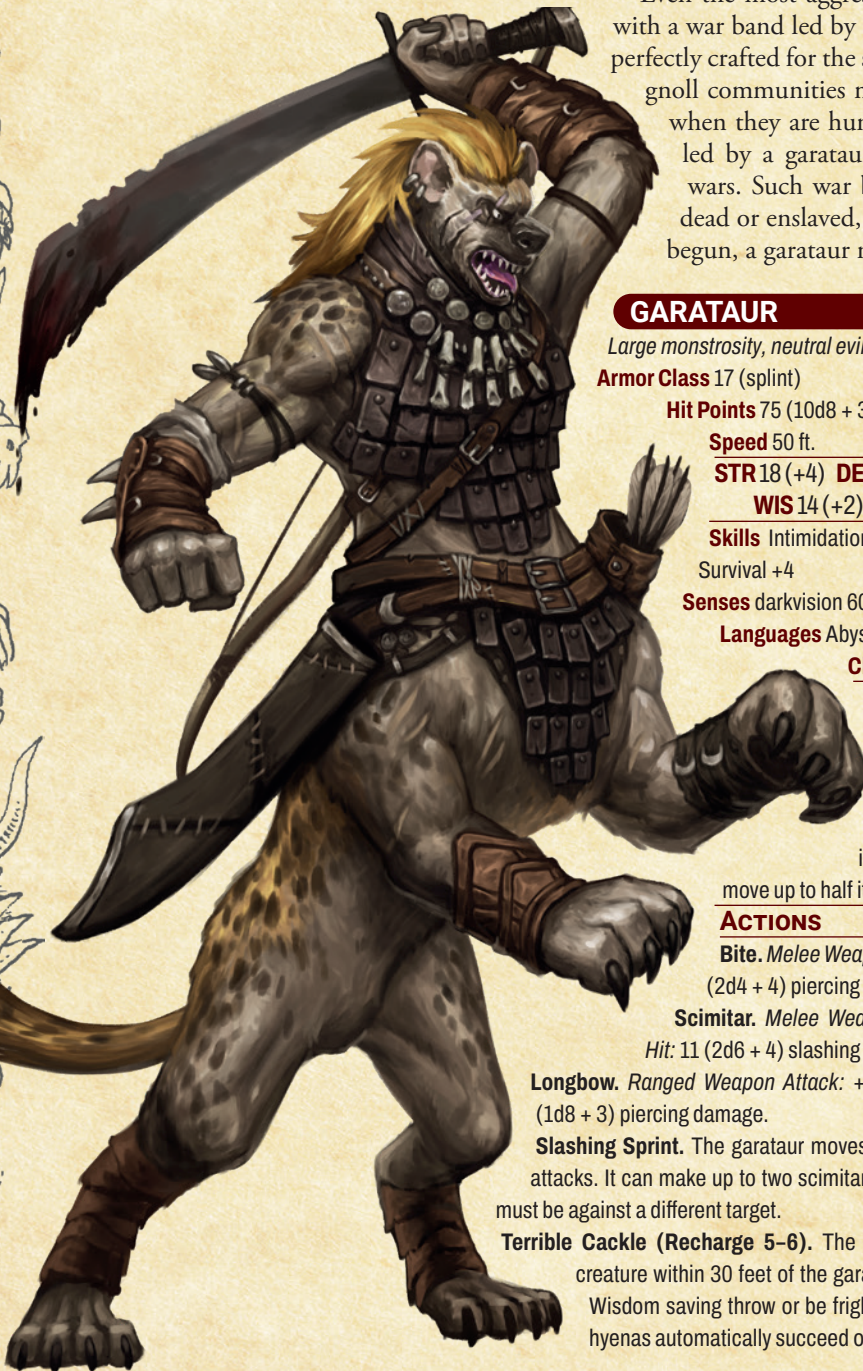 Even the most aggres
with a war band led by
perfectly crafted for the s
gnoll communities r
when they are hun
led by a garatau
wars. Such war b
dead or enslaved,
begun, a garataur r
GARATAUR
Large monstrosity, neutral evil
Armor Class 17 (splint)
Hit Points 75 (10d8 + 3
Speed 50 ft.
STR 18 (+4) DE
WIS 14 (+2)
Skills Intimidation
Survival +4
Senses darkvision 60
Languages Abys
C
i
move up to half it
ACTIONS
Bite. Melee Weap
(2d4 + 4) piercing
Scimitar. Melee Wea
Hit: 11 (2d6 + 4) slashing
Longbow. Ranged Weapon Attack: +
(1d8 + 3) piercing damage.
Slashing Sprint. The garataur moves
attacks. It can make up to two scimitar
must be against a different target.
Terrible Cackle (Recharge 5–6). The
creature within 30 feet of the gara
Wisdom saving throw or be frigh
hyenas automatically succeed o